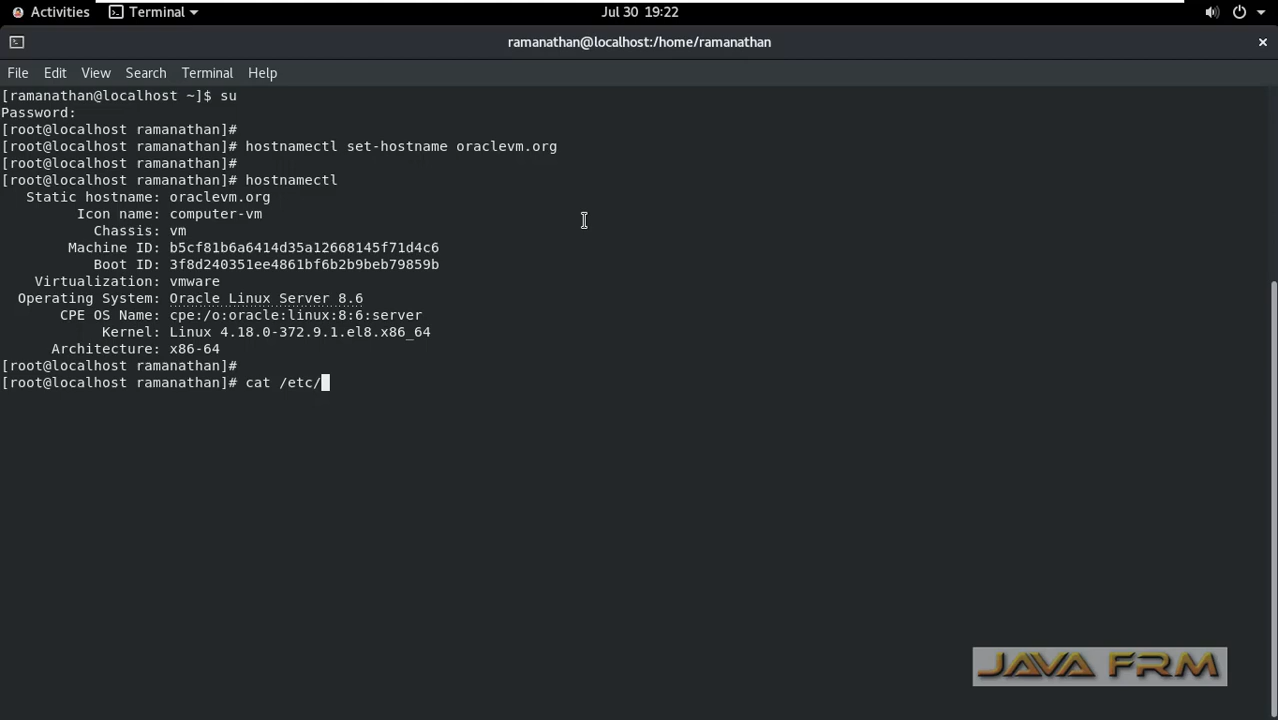 Activities Terminal Jul 30 19:22
ramanathan@localhost:/home/ramanathan
File Edit View Search Terminal Help
[ramanathan@localhost ~]$ su
Password:
[root@localhost ramanathan]#
[root@localhost ramanathan]# hostnamectl set-hostname oraclevm.org
[root@localhost ramanathan]#
[root@localhost ramanathan]# hostnamectl
Static hostname: oraclevm.org
Icon name: computer-vm
Chassis: vm
Machine ID: b5cf81b6a6414d35a12668145f71d4c6
Boot ID: 3f8d240351ee4861bf6b2b9beb79859b
Virtualization: vmware
Operating System: Oracle Linux Server 8.6
CPE OS Name: cpe:/o:oracle:linux:8:6:server
Kernel: Linux 4.18.0-372.9.1.el8.x86_64
Architecture: x86-64
[root@localhost ramanathan]#
[root@localhost ramanathan]# cat /etc/
JAVA FRM